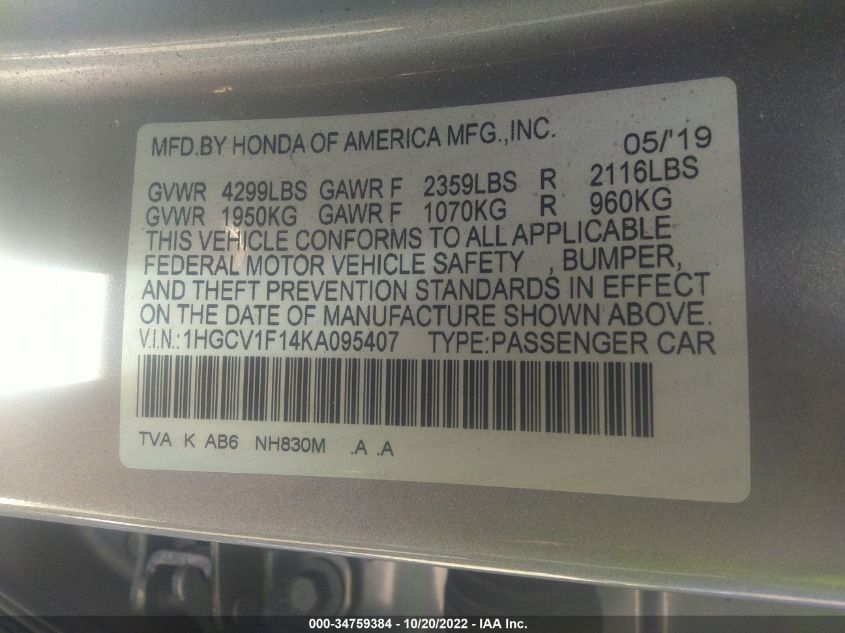 MFD.BY HONDA OF AMERICA MFG.,INC. 05/'19
GVWR 4299LBS GAWR F 2359LBS R 2116LBS
GVWR 1950KG GAWR F 1070KG R 960KG
THIS VEHICLE CONFORMS TO ALL APPLICABLE
FEDERAL MOTOR VEHICLE SAFETY , BUMPER,
AND THEFT PREVENTION STANDARDS IN EFFECT
ON THE DATE OF MANUFACTURE SHOWN ABOVE.
V.I.N.:1HGCV1F14KA095407 TYPE:PASSENGER CAR
TVA K AB6 NH830M .A .A
000-34759384 - 10/20/2022 - IAA Inc.